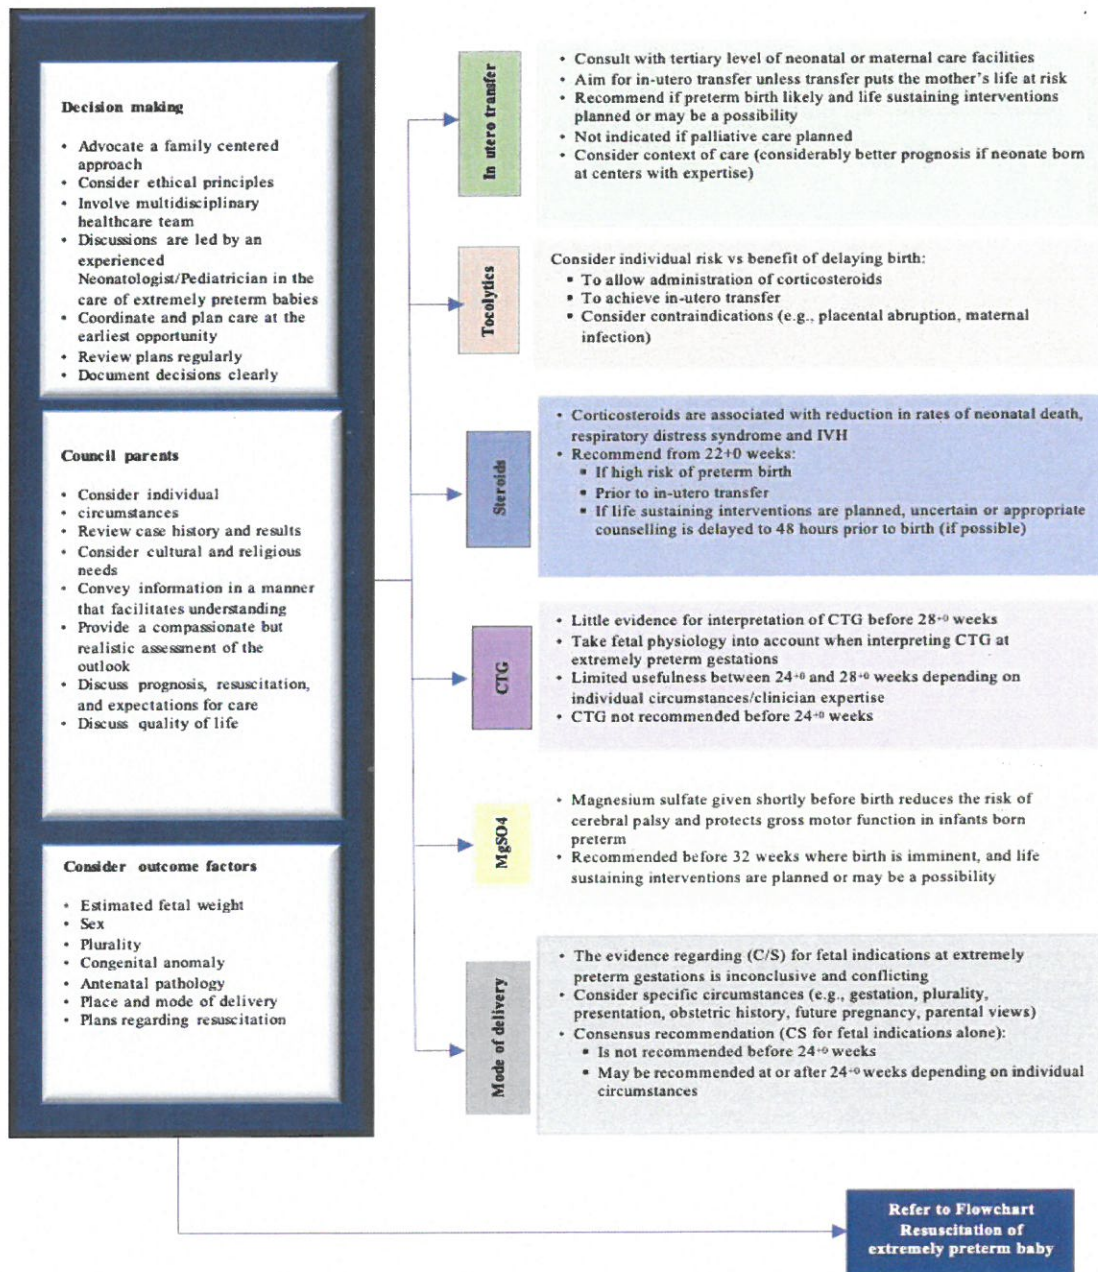 Decision making
• Advocate a family centered
approach
• Consider ethical principles
• Involve multidisciplinary
healthcare team
• Discussions are led by an
experienced
Neonatologist/Pediatrician in the
care of extremely preterm babies
• Coordinate and plan care at the
earliest opportunity
• Review plans regularly
• Document decisions clearly
Council parents
• Consider individual
• circumstances
• Review case history and results
• Consider cultural and religious
needs
• Convey information in a manner
that facilitates understanding
• Provide a compassionate but
realistic assessment of the
outlook
• Discuss prognosis, resuscitation,
and expectations for care
• Discuss quality of life
Consider outcome factors
• Estimated fetal weight
• Sex
• Plurality
• Congenital anomaly
• Antenatal pathology
• Place and mode of delivery
• Plans regarding resuscitation
In utero transfer
• Consult with tertiary level of neonatal or maternal care facilities
• Aim for in-utero transfer unless transfer puts the mother's life at risk
• Recommend if preterm birth likely and life sustaining interventions
planned or may be a possibility
• Not indicated if palliative care planned
• Consider context of care (considerably better prognosis if neonate born
at centers with expertise)
Tocolytics
Consider individual risk vs benefit of delaying birth:
▪ To allow administration of corticosteroids
▪ To achieve in-utero transfer
▪ Consider contraindications (e.g., placental abruption, maternal
infection)
Steroids
• Corticosteroids are associated with reduction in rates of neonatal death,
respiratory distress syndrome and IVH
• Recommend from 22+0 weeks:
▪ If high risk of preterm birth
▪ Prior to in-utero transfer
▪ If life sustaining interventions are planned, uncertain or appropriate
counselling is delayed to 48 hours prior to birth (if possible)
CTG
• Little evidence for interpretation of CTG before 28⁺⁰ weeks
• Take fetal physiology into account when interpreting CTG at
extremely preterm gestations
• Limited usefulness between 24⁺⁰ and 28⁺⁰ weeks depending on
individual circumstances/clinician expertise
• CTG not recommended before 24⁺⁰ weeks
MgSO4
• Magnesium sulfate given shortly before birth reduces the risk of
cerebral palsy and protects gross motor function in infants born
preterm
• Recommended before 32 weeks where birth is imminent, and life
sustaining interventions are planned or may be a possibility
Mode of delivery
• The evidence regarding (C/S) for fetal indications at extremely
preterm gestations is inconclusive and conflicting
• Consider specific circumstances (e.g., gestation, plurality,
presentation, obstetric history, future pregnancy, parental views)
• Consensus recommendation (CS for fetal indications alone):
▪ Is not recommended before 24⁺⁰ weeks
▪ May be recommended at or after 24⁺⁰ weeks depending on individual
circumstances
Refer to Flowchart
Resuscitation of
extremely preterm baby